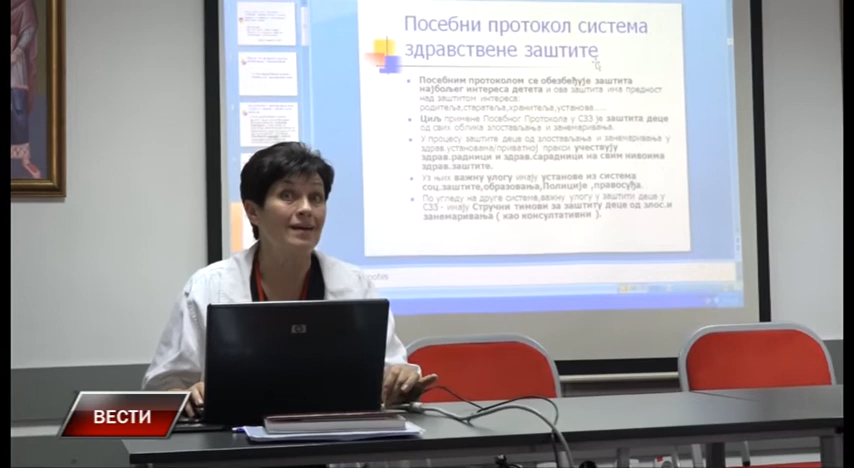 Посебни протокол система
здравствене заштите
Посебним протоколом се обезбеђује заштита
најбољег интереса детета и ова заштита има предност
над заштитом интереса:
родитеља,старатеља,хранитеља,установа.....
Циљ примене Посебног Протокола у СЗЗ је заштита деце
од свих облика злостављања и занемаривања.
У процесу заштите деце од злостављања и занемаривања у
здрав.установама/приватној пракси учествују
здрав.радници и здрав.сарадници на свим нивоима
здрав.заштите.
Уз њих важну улогу имају установе из система
соц.заштите,образовања,Полиције ,правосуђа.
По угледу на друге системе,важну улогу у заштити деце у
СЗЗ - имају Стручни тимови за заштиту деце од злос.и
занемаривања ( као консултативни ).
hp
ВЕСТИ